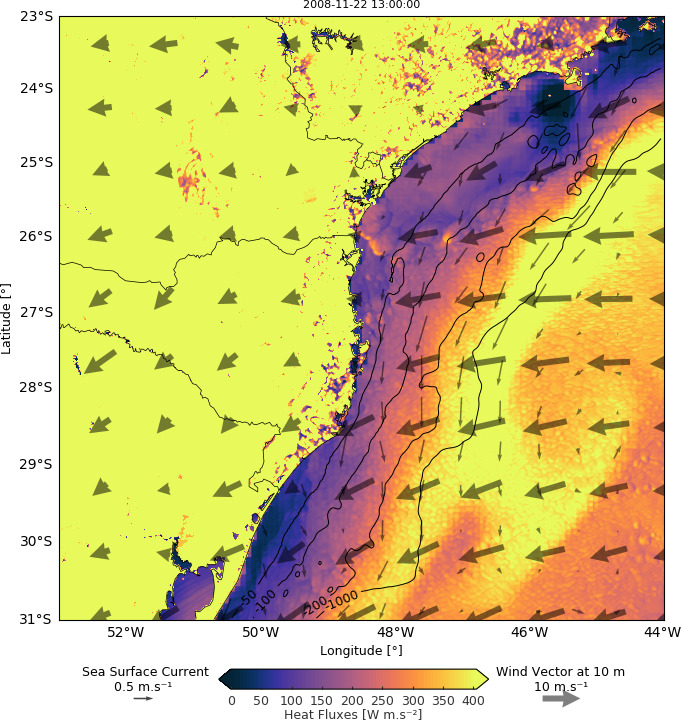 2008-11-22 13:00:00
23°S
24°S
25°S
26°S
27°S
28°S
29°S
30°S
31°S
Latitude [°]
-50
-100
-200
-1000
52°W
50°W
48°W
46°W
44°W
Longitude [°]
Sea Surface Current
0.5 m.s⁻¹
0
50
100
150
200
250
300
350
400
Heat Fluxes [W m.s⁻²]
Wind Vector at 10 m
10 m.s⁻¹